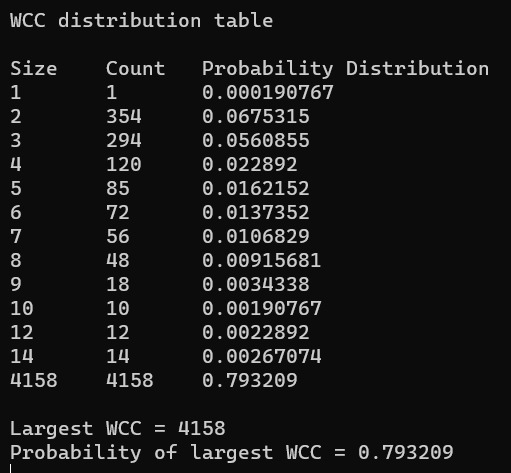 WCC distribution table
Size Count Probability Distribution
1 1 0.000190767
2 354 0.0675315
3 294 0.0560855
4 120 0.022892
5 85 0.0162152
6 72 0.0137352
7 56 0.0106829
8 48 0.00915681
9 18 0.0034338
10 10 0.00190767
12 12 0.0022892
14 14 0.00267074
4158 4158 0.793209
Largest WCC = 4158
Probability of largest WCC = 0.793209